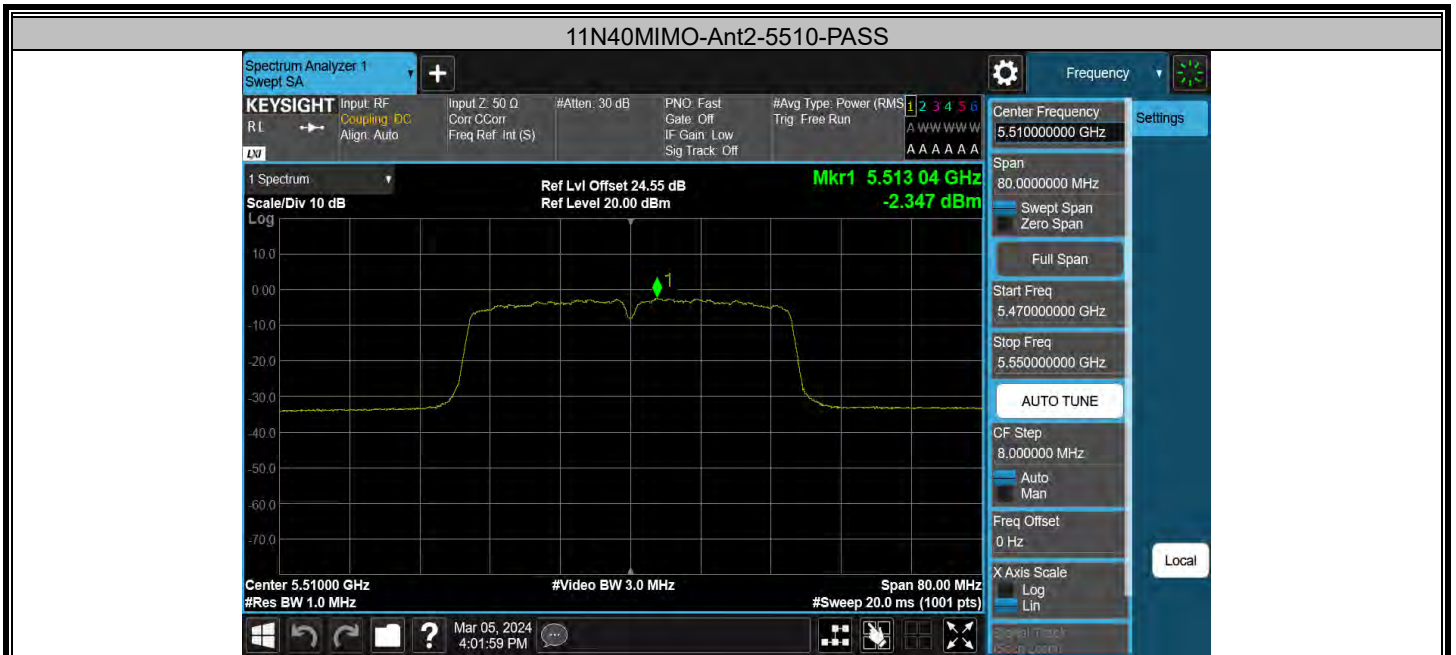 11N40MIMO-Ant2-5510-PASS
Spectrum Analyzer 1
Swept SA
Frequency
KEYSIGHT
RL
LXI
Input: RF
Coupling: DC
Align: Auto
Input Z: 50 Ω
Corr CCorr
Freq Ref: Int (S)
#Atten: 30 dB
PNO: Fast
Gate: Off
IF Gain: Low
Sig Track: Off
#Avg Type: Power (RMS
Trig: Free Run
1 2 3 4 5 6
A W W W W W
A A A A A A
1 Spectrum
Scale/Div 10 dB
Log
Ref Lvl Offset 24.55 dB
Ref Level 20.00 dBm
Mkr1 5.513 04 GHz
-2.347 dBm
10.0
0.00
-10.0
-20.0
-30.0
-40.0
-50.0
-60.0
-70.0
1
Center 5.51000 GHz
#Res BW 1.0 MHz
#Video BW 3.0 MHz
Span 80.00 MHz
#Sweep 20.0 ms (1001 pts)
Mar 05, 2024
4:01:59 PM
?
Center Frequency
5.510000000 GHz
Settings
Span
80.0000000 MHz
Swept Span
Zero Span
Full Span
Start Freq
5.470000000 GHz
Stop Freq
5.550000000 GHz
AUTO TUNE
CF Step
8.000000 MHz
Auto
Man
Freq Offset
0 Hz
X Axis Scale
Log
Lin
Local